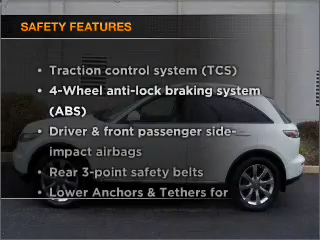 SAFETY FEATURES
• Traction control system (TCS)
• 4-Wheel anti-lock braking system
(ABS)
• Driver & front passenger side-
impact airbags
• Rear 3-point safety belts
• Lower Anchors & Tethers for